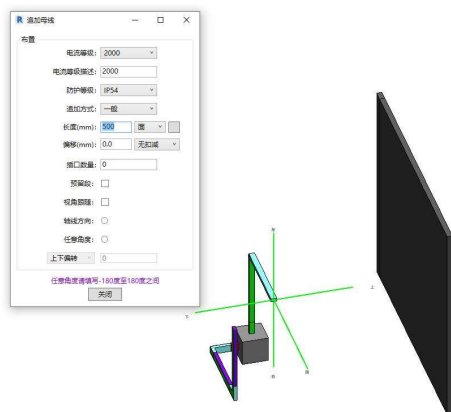 追加母线
布置
电流等级: 2000
电流等级描述: 2000
防护等级: IP54
追加方式: 一般
长度(mm): 500 面
偏移(mm): 0.0 无扣减
插口数量: 0
预留段:
视角跟随:
轴线方向:
任意角度:
上下偏转 0
任意角度请填写-180度至180度之间
关闭